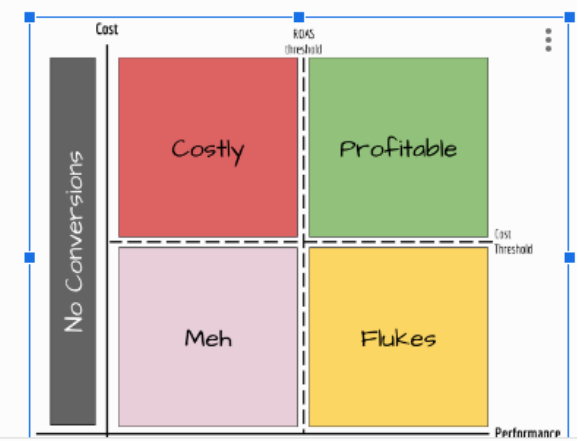 Cost
ROAS
threshold
No Conversions
Costly
Profitable
Cost
Threshold
Meh
Flukes
Performance